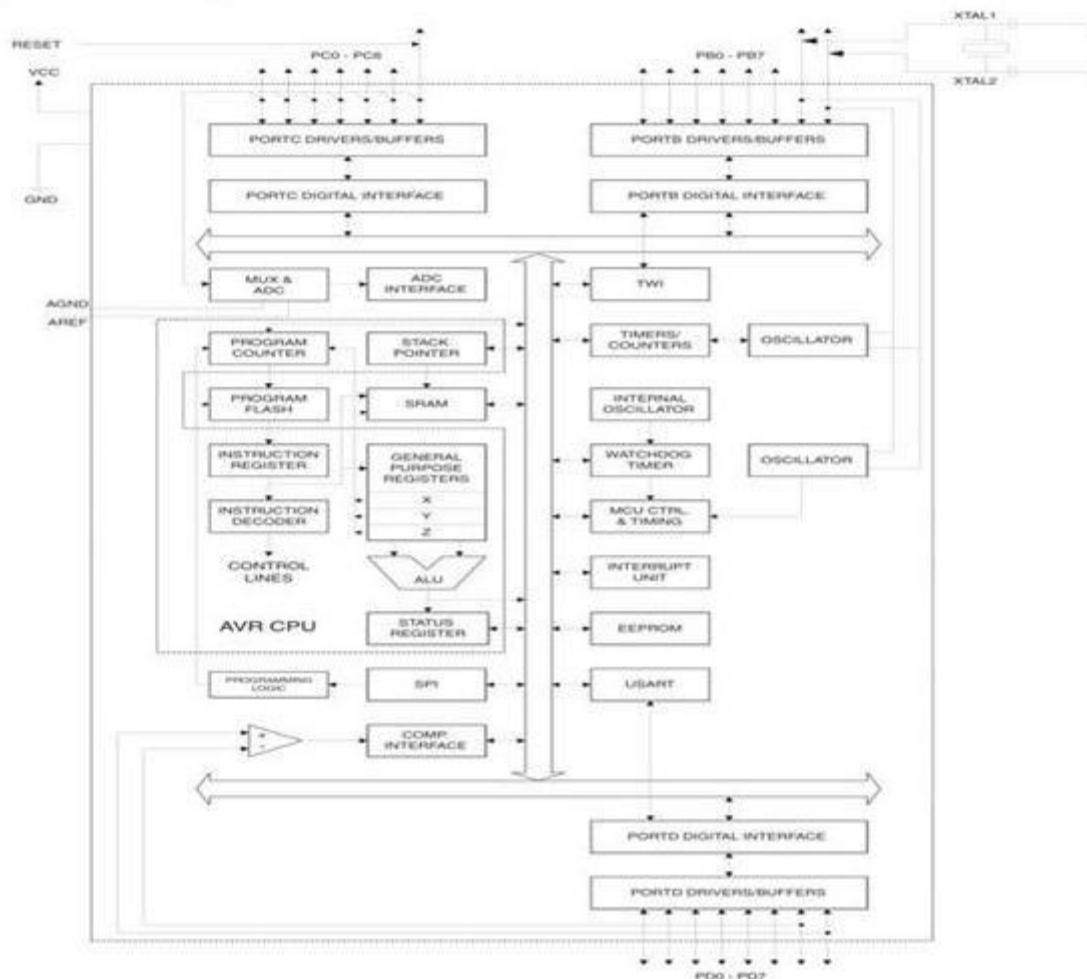 XTAL1
RESET
PC0 - PC6
PB0 - PB7
VCC
XTAL2
PORTC DRIVERS/BUFFERS
PORTB DRIVERS/BUFFERS
PORTC DIGITAL INTERFACE
PORTB DIGITAL INTERFACE
GND
MUX &
ADC
ADC
INTERFACE
TWI
AGND
AREF
PROGRAM
COUNTER
STACK
POINTER
TIMERS/
COUNTERS
OSCILLATOR
PROGRAM
FLASH
SRAM
INTERNAL
OSCILLATOR
INSTRUCTION
REGISTER
GENERAL
PURPOSE
REGISTERS
WATCHDOG
TIMER
OSCILLATOR
INSTRUCTION
DECODER
X
Y
Z
MCU CTRL.
& TIMING
CONTROL
LINES
ALU
INTERRUPT
UNIT
AVR CPU
STATUS
REGISTER
EEPROM
PROGRAMMING
LOGIC
SPI
USART
+
-
COMP.
INTERFACE
PORTD DIGITAL INTERFACE
PORTD DRIVERS/BUFFERS
PD0 - PD7